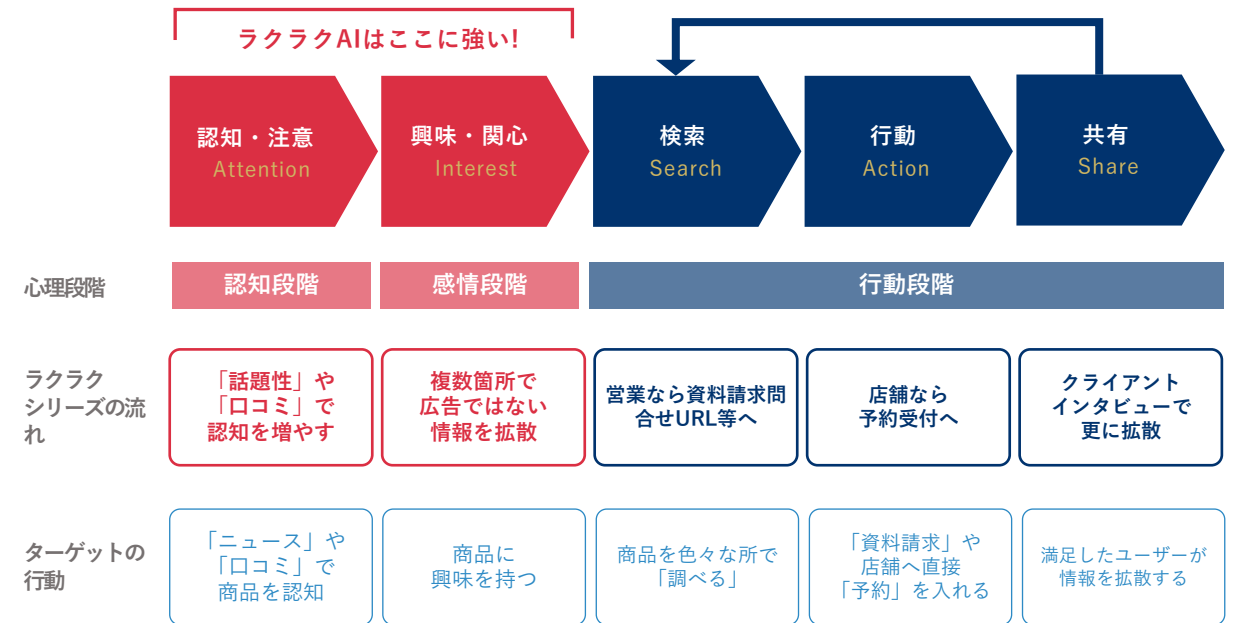 ラクラクAIはここに強い!
認知・注意
Attention
興味・関心
Interest
検索
Search
行動
Action
共有
Share
心理段階
認知段階
感情段階
行動段階
ラクラク
シリーズの流
れ
「話題性」や
「口コミ」で
認知を増やす
複数箇所で
広告ではない
情報を拡散
営業なら資料請求問
合せURL等へ
店舗なら
予約受付へ
クライアント
インタビューで
更に拡散
ターゲットの
行動
「ニュース」や
「口コミ」で
商品を認知
商品に
興味を持つ
商品を色々な所で
「調べる」
「資料請求」や
店舗へ直接
「予約」を入れる
満足したユーザーが
情報を拡散する